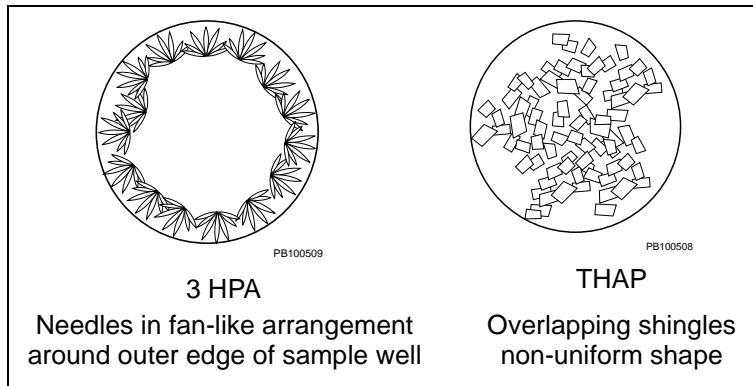 PB100509
3 HPA
Needles in fan-like arrangement
around outer edge of sample well
PB100508
THAP
Overlapping shingles
non-uniform shape